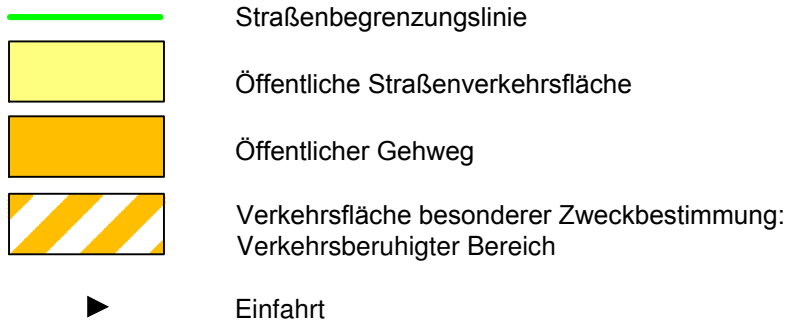 Straßenbegrenzungslinie
Öffentliche Straßenverkehrsfläche
Öffentlicher Gehweg
Verkehrsfläche besonderer Zweckbestimmung:
Verkehrsberuhigter Bereich
Einfahrt